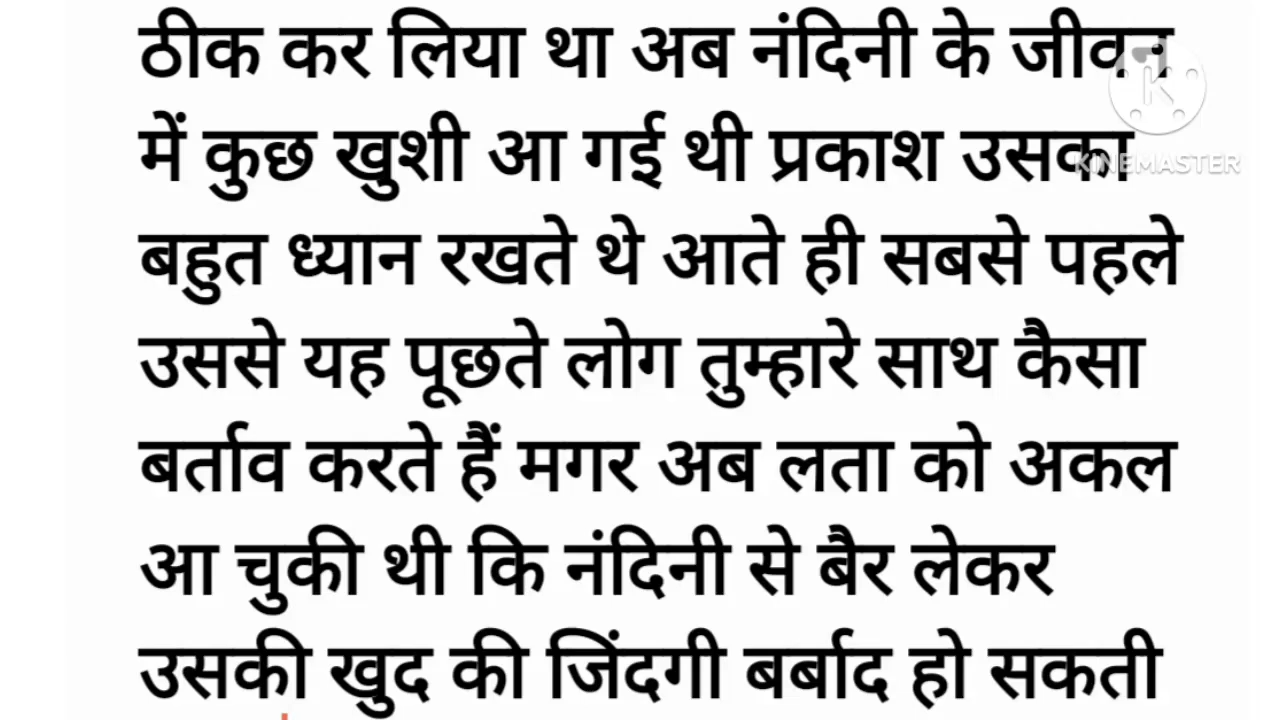 ठीक कर लिया था अब नंदिनी के जीवन
में कुछ खुशी आ गई थी प्रकाश उसका
बहुत ध्यान रखते थे आते ही सबसे पहले
उससे यह पूछते लोग तुम्हारे साथ कैसा
बर्ताव करते हैं मगर अब लता को अकल
आ चुकी थी कि नंदिनी से बैर लेकर
उसकी खुद की जिंदगी बर्बाद हो सकती
K
KINEMASTER